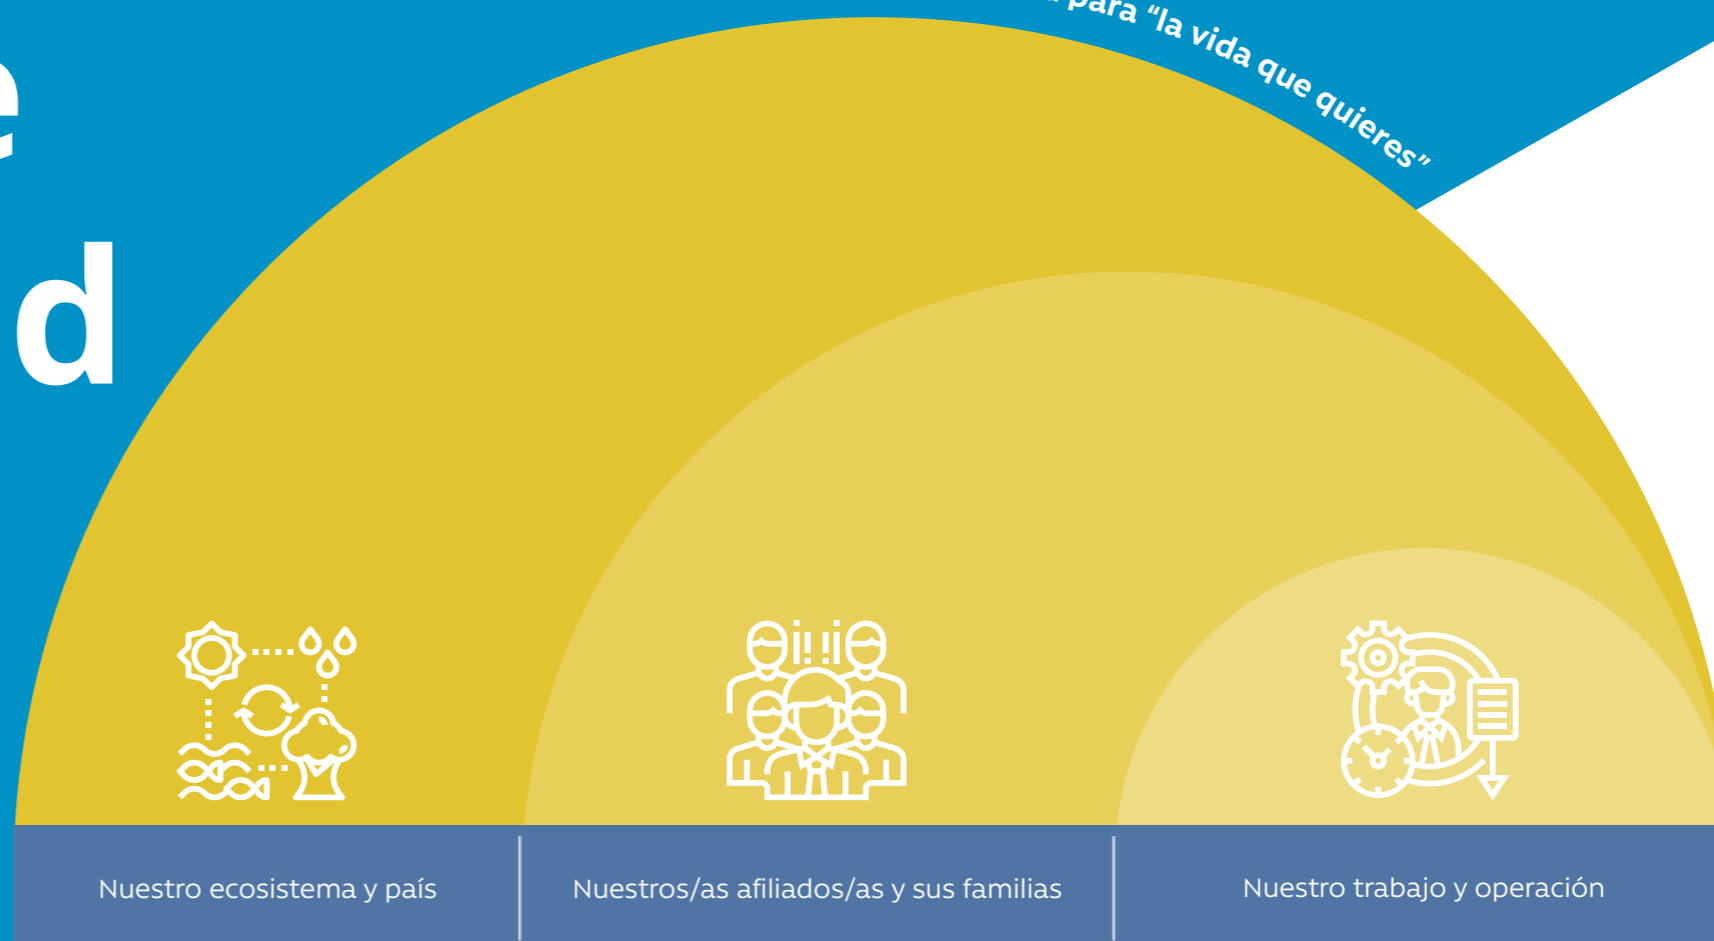 para “la vida que quieres”
e
d
Nuestro ecosistema y país
Nuestros/as afiliados/as y sus familias
Nuestro trabajo y operación